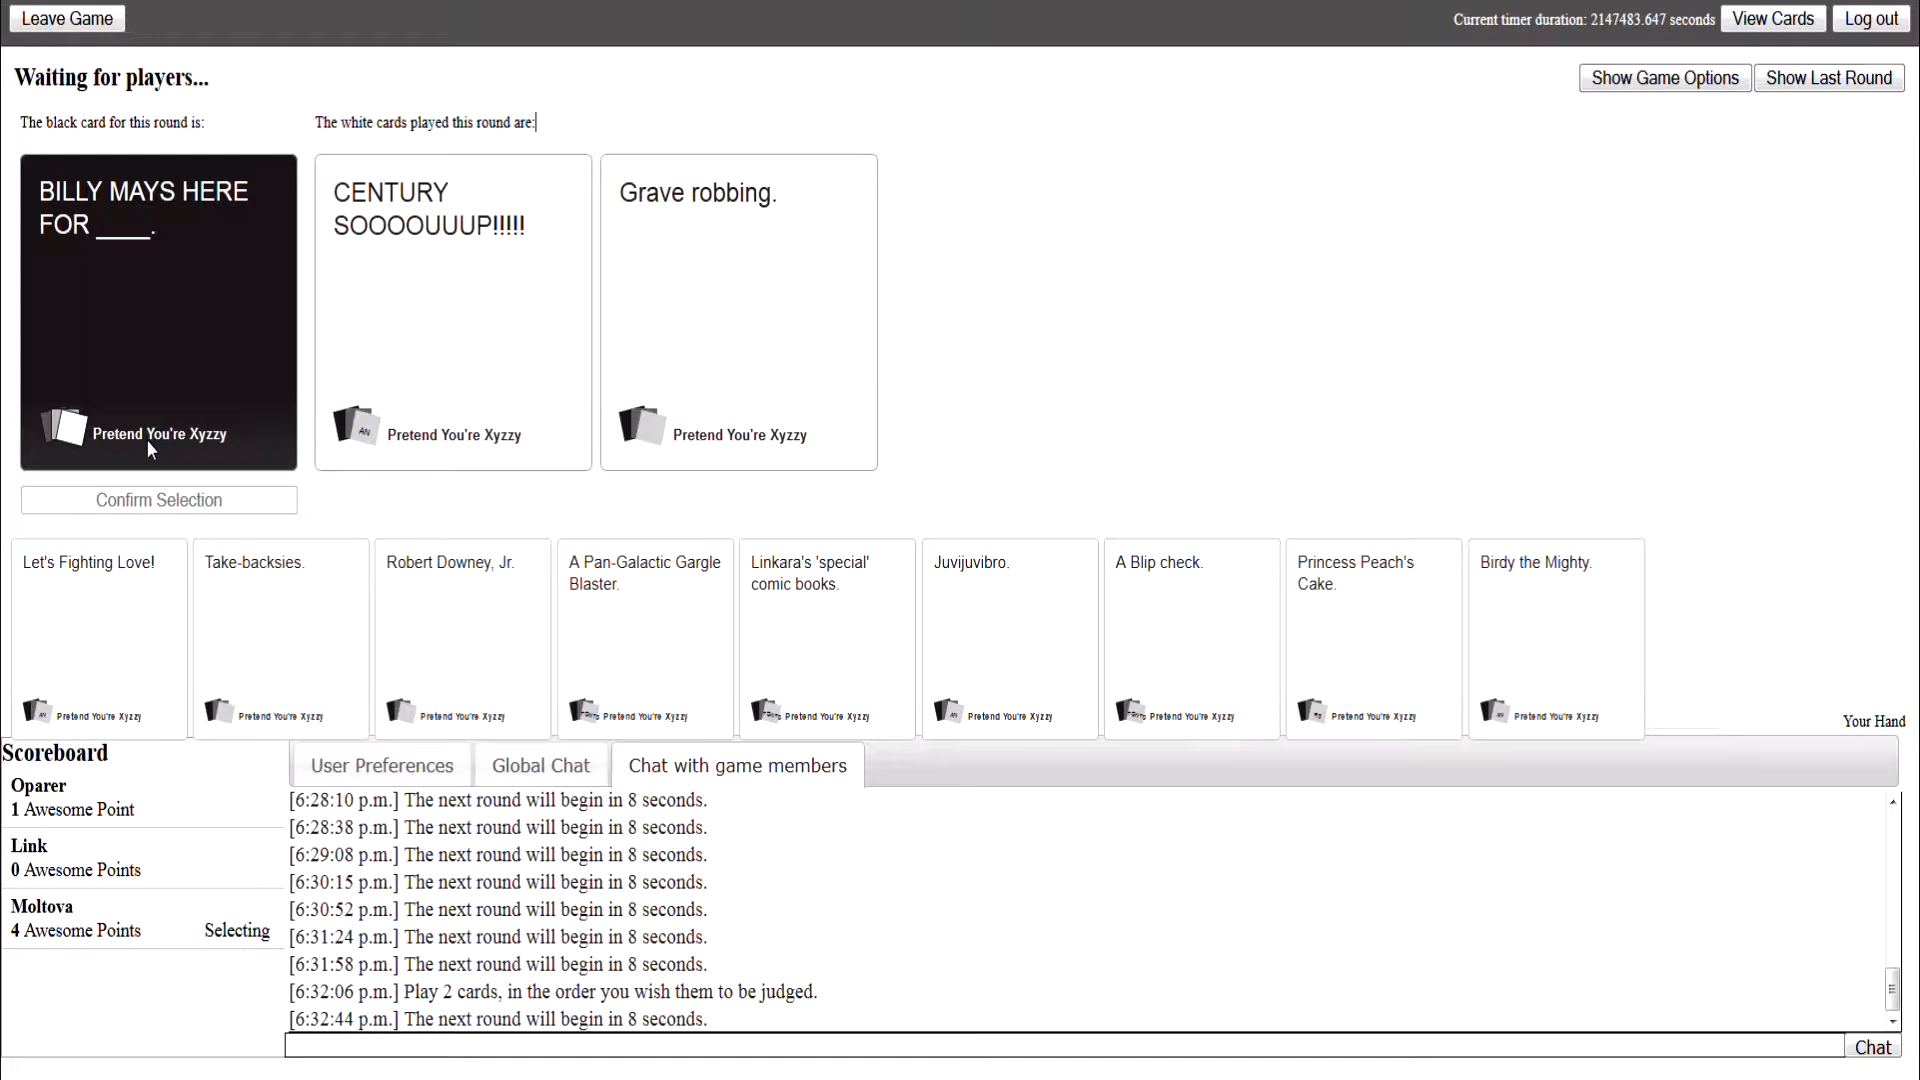 Leave Game
Current timer duration: 2147483.647 seconds
View Cards
Log out
Waiting for players...
Show Game Options
Show Last Round
The black card for this round is:
The white cards played this round are:
BILLY MAYS HERE
FOR ____.
Pretend You're Xyzzy
CENTURY
SOOOOUUUP!!!!!
AN
Pretend You're Xyzzy
Grave robbing.
Pretend You're Xyzzy
Confirm Selection
Let's Fighting Love!
AN
Pretend You're Xyzzy
Take-backsies.
Pretend You're Xyzzy
Robert Downey, Jr.
Pretend You're Xyzzy
A Pan-Galactic Gargle
Blaster.
Pretend You're Xyzzy
Linkara's 'special'
comic books.
Pretend You're Xyzzy
Juvijuvibro.
AN
Pretend You're Xyzzy
A Blip check.
Pretend You're Xyzzy
Princess Peach's
Cake.
Pretend You're Xyzzy
Birdy the Mighty.
AN
Pretend You're Xyzzy
Your Hand
Scoreboard
Oparer
1 Awesome Point
Link
0 Awesome Points
Moltova
4 Awesome Points
Selecting
User Preferences
Global Chat
Chat with game members
[6:28:10 p.m.] The next round will begin in 8 seconds.
[6:28:38 p.m.] The next round will begin in 8 seconds.
[6:29:08 p.m.] The next round will begin in 8 seconds.
[6:30:15 p.m.] The next round will begin in 8 seconds.
[6:30:52 p.m.] The next round will begin in 8 seconds.
[6:31:24 p.m.] The next round will begin in 8 seconds.
[6:31:58 p.m.] The next round will begin in 8 seconds.
[6:32:06 p.m.] Play 2 cards, in the order you wish them to be judged.
[6:32:44 p.m.] The next round will begin in 8 seconds.
Chat